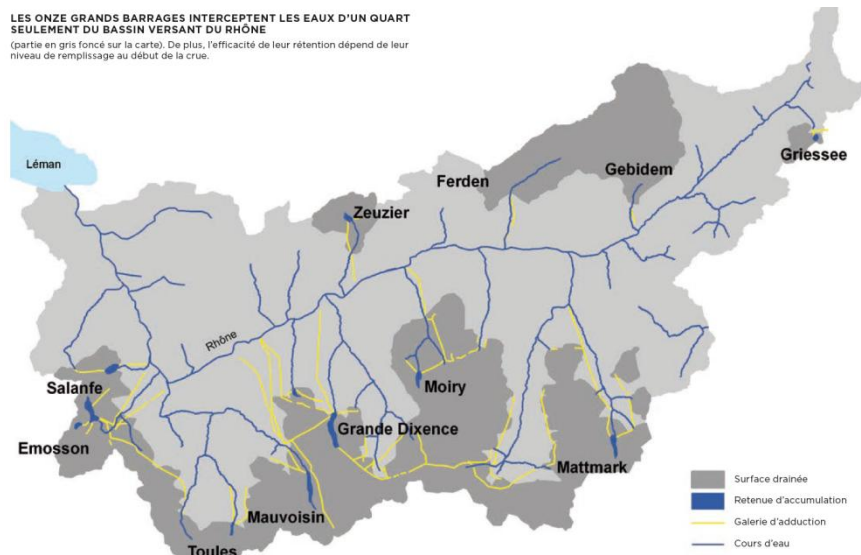 LES ONZE GRANDS BARRAGES INTERCEPTENT LES EAUX D'UN QUART
SEULEMENT DU BASSIN VERSANT DU RHÔNE
(partie en gris foncé sur la carte). De plus, l'efficacité de leur rétention dépend de leur
niveau de remplissage au début de la crue.
Léman
Griessee
Gebidem
Ferden
Zeuzier
Rhône
Salanfe
Moiry
Emosson
Grande Dixence
Mattmark
Mauvoisin
Toules
Surface drainée
Retenue d'accumulation
Galerie d'adduction
Cours d'eau